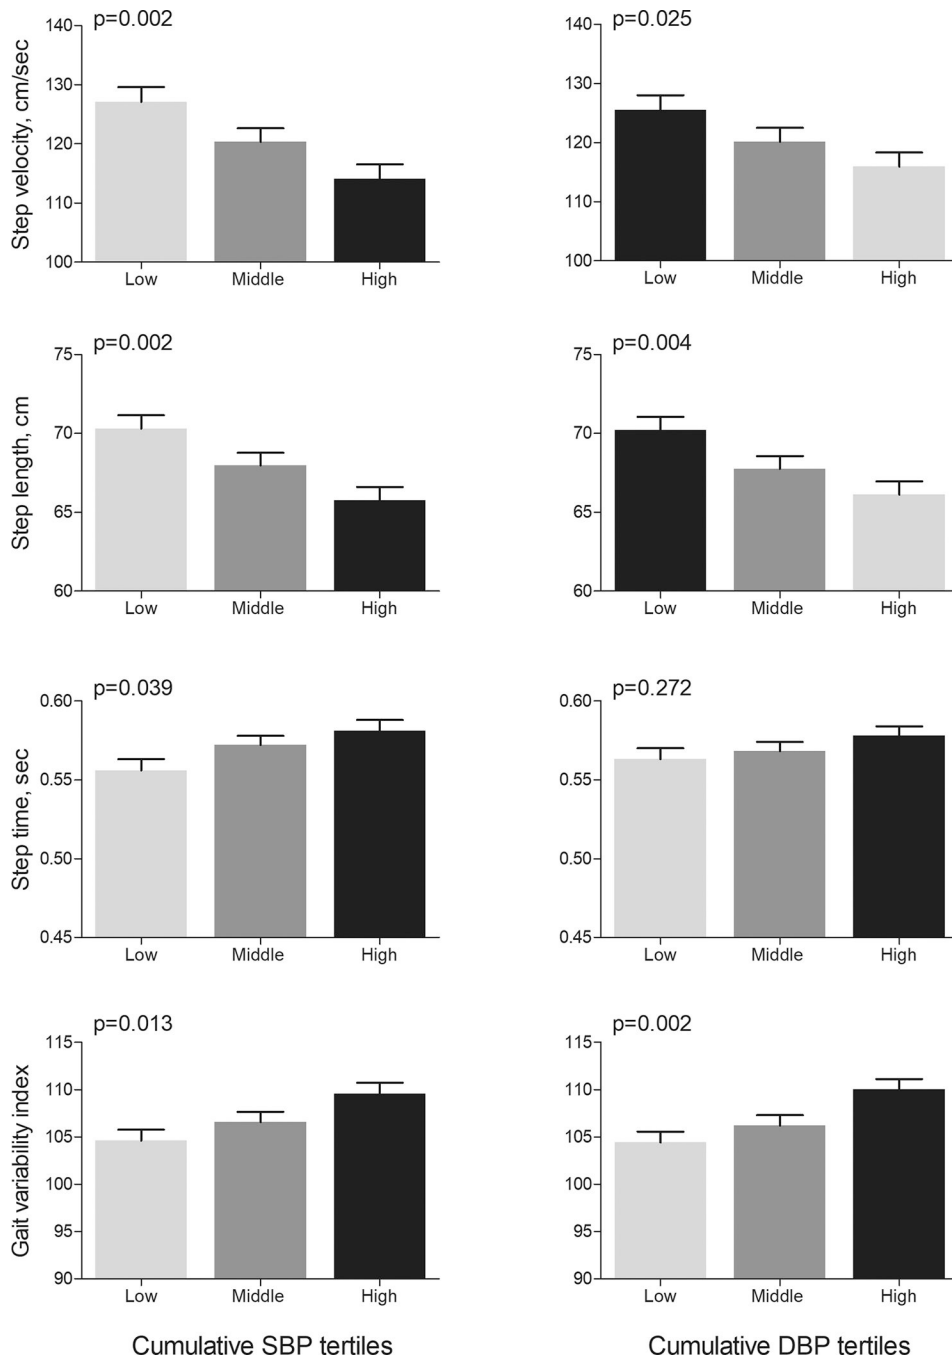 p=0.002
140
130
120
110
100
Step velocity, cm/sec
Low Middle High
p=0.025
140
130
120
110
100
Low Middle High
p=0.002
75
70
65
60
Step length, cm
Low Middle High
p=0.004
75
70
65
60
Low Middle High
p=0.039
0.60
0.55
0.50
0.45
Step time, sec
Low Middle High
p=0.272
0.60
0.55
0.50
0.45
Low Middle High
p=0.013
115
110
105
100
95
90
Gait variability index
Low Middle High
p=0.002
115
110
105
100
95
90
Low Middle High
Cumulative SBP tertiles
Cumulative DBP tertiles